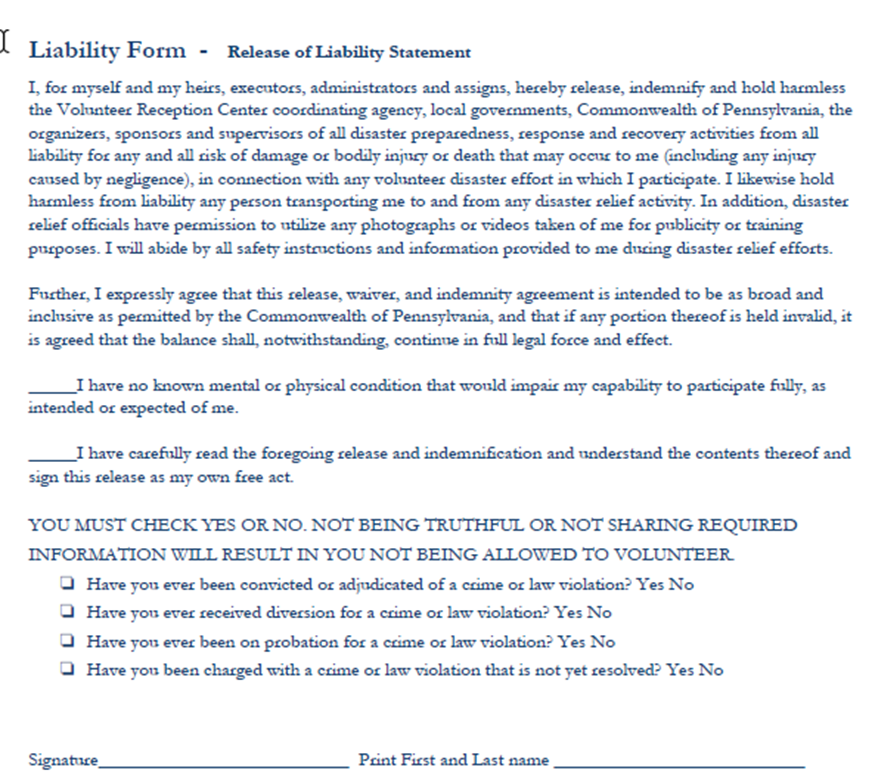 Liability Form - Release of Liability Statement
I, for myself and my heirs, executors, administrators and assigns, hereby release, indemnify and hold harmless
the Volunteer Reception Center coordinating agency, local governments, Commonwealth of Pennsylvania, the
organizers, sponsors and supervisors of all disaster preparedness, response and recovery activities from all
liability for any and all risk of damage or bodily injury or death that may occur to me (including any injury
caused by negligence), in connection with any volunteer disaster effort in which I participate. I likewise hold
harmless from liability any person transporting me to and from any disaster relief activity. In addition, disaster
relief officials have permission to utilize any photographs or videos taken of me for publicity or training
purposes. I will abide by all safety instructions and information provided to me during disaster relief efforts.
Further, I expressly agree that this release, waiver, and indemnity agreement is intended to be as broad and
inclusive as permitted by the Commonwealth of Pennsylvania, and that if any portion thereof is held invalid, it
is agreed that the balance shall, notwithstanding, continue in full legal force and effect.
_____I have no known mental or physical condition that would impair my capability to participate fully, as
intended or expected of me.
_____I have carefully read the foregoing release and indemnification and understand the contents thereof and
sign this release as my own free act.
YOU MUST CHECK YES OR NO. NOT BEING TRUTHFUL OR NOT SHARING REQUIRED
INFORMATION WILL RESULT IN YOU NOT BEING ALLOWED TO VOLUNTEER.
❑ Have you ever been convicted or adjudicated of a crime or law violation? Yes No
❑ Have you ever received diversion for a crime or law violation? Yes No
❑ Have you ever been on probation for a crime or law violation? Yes No
❑ Have you been charged with a crime or law violation that is not yet resolved? Yes No
Signature__________________________ Print First and Last name __________________________